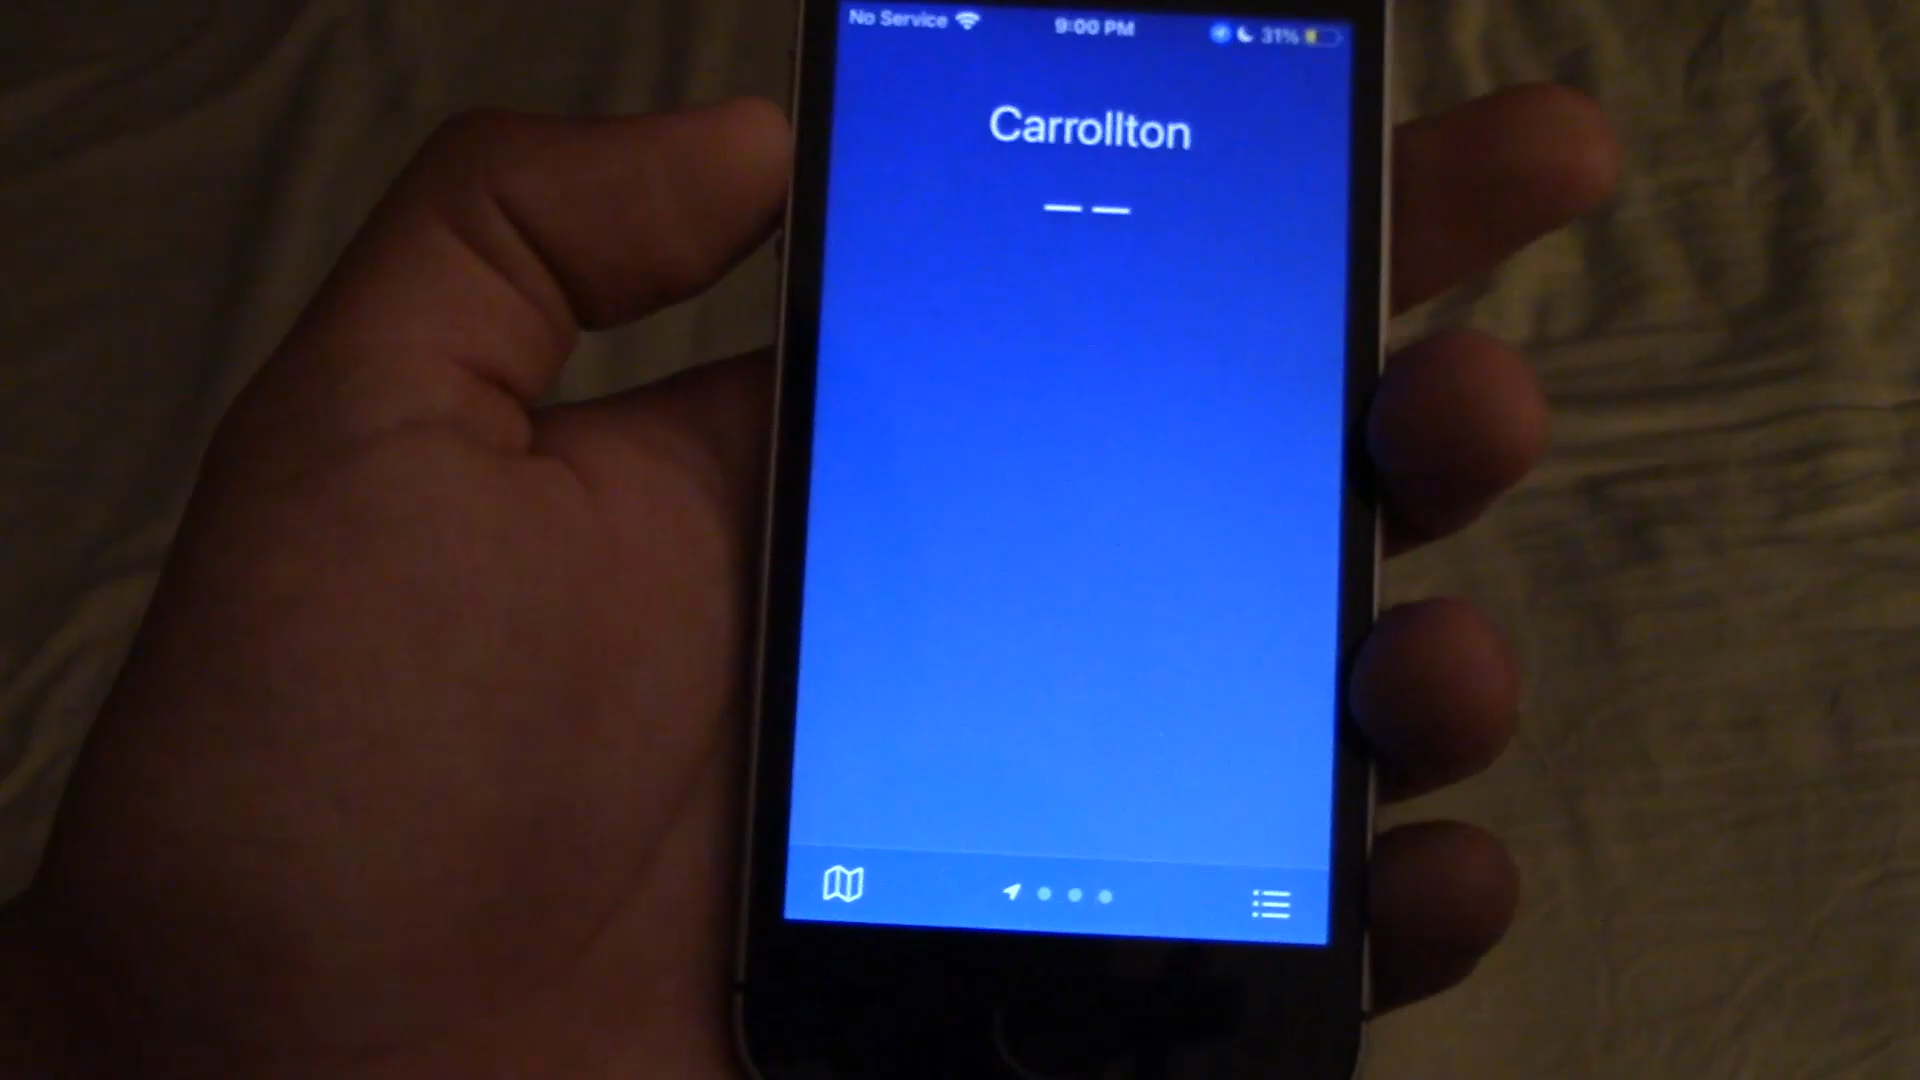 No Service 9:00 PM 31%
Carrollton
— —